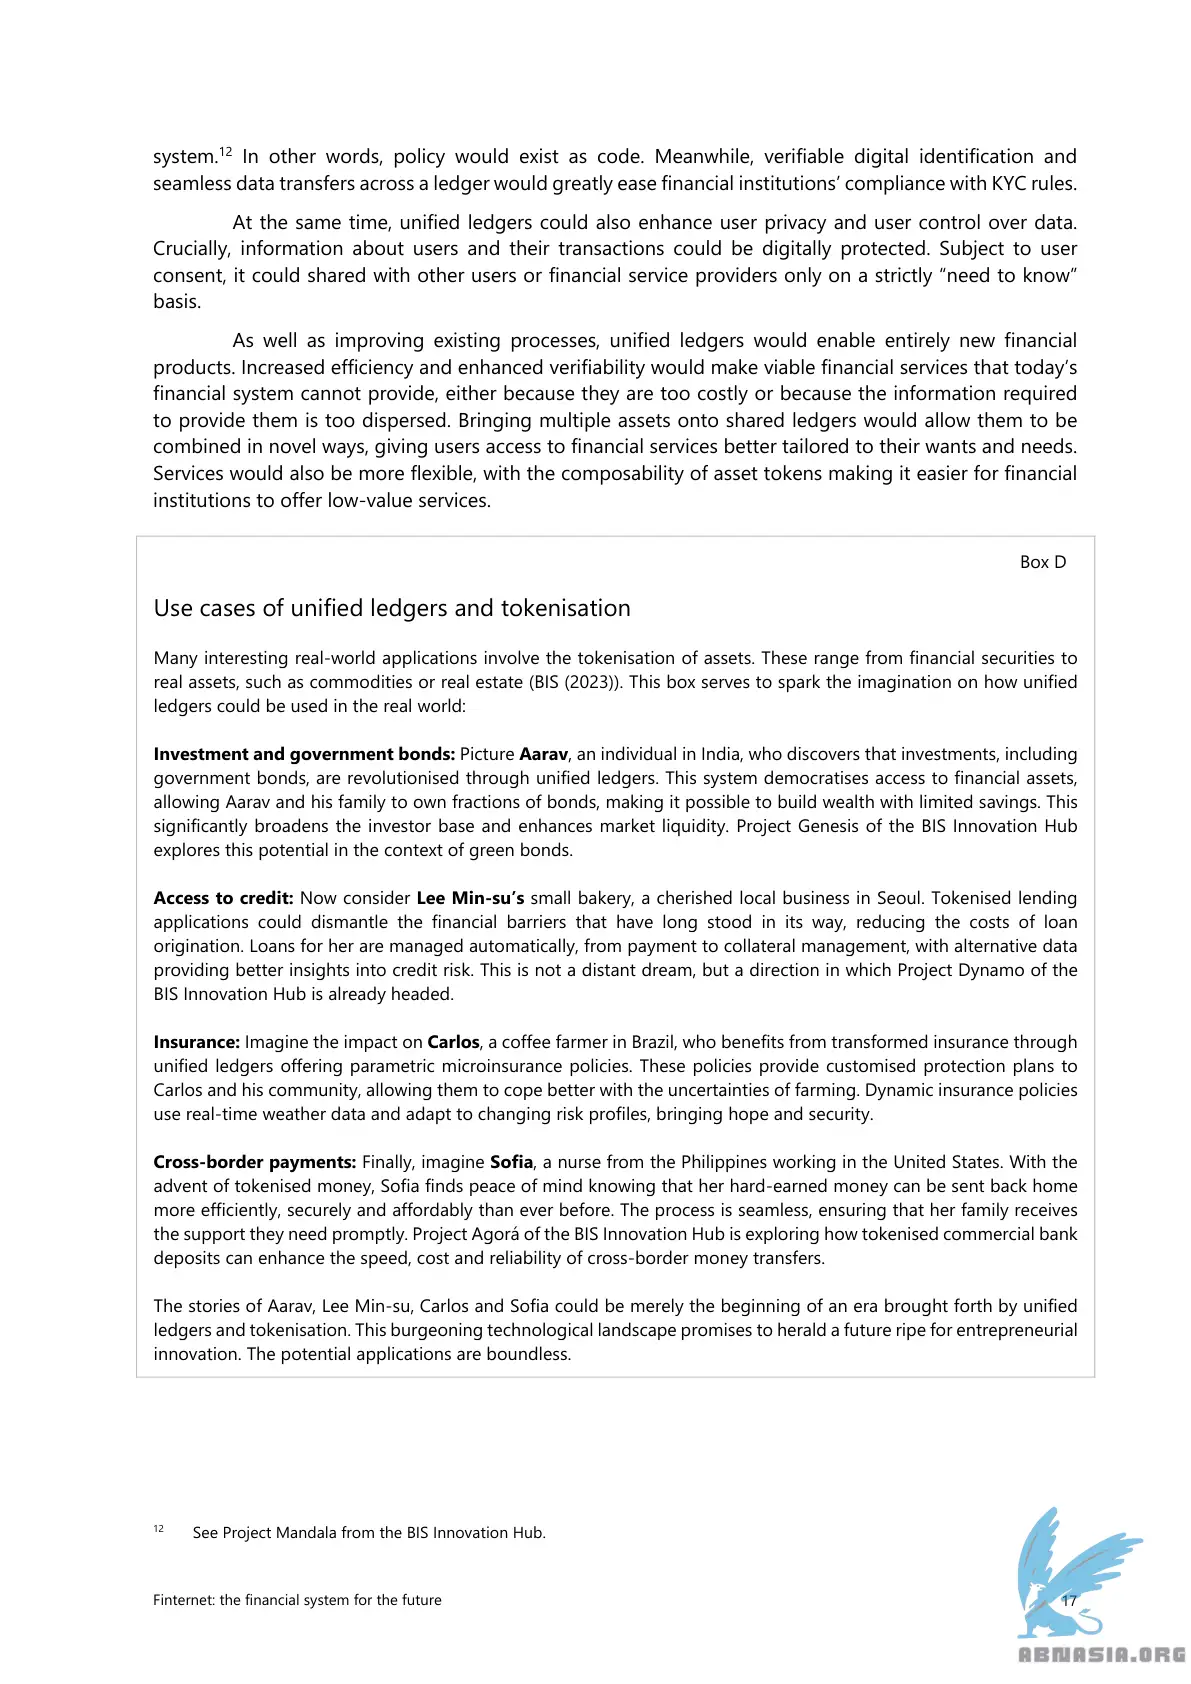 system.12 In other words, policy would exist as code. Meanwhile, verifiable digital identification and
seamless data transfers across a ledger would greatly ease financial institutions’ compliance with KYC rules.
At the same time, unified ledgers could also enhance user privacy and user control over data.
Crucially, information about users and their transactions could be digitally protected. Subject to user
consent, it could shared with other users or financial service providers only on a strictly “need to know”
basis.
As well as improving existing processes, unified ledgers would enable entirely new financial
products. Increased efficiency and enhanced verifiability would make viable financial services that today’s
financial system cannot provide, either because they are too costly or because the information required
to provide them is too dispersed. Bringing multiple assets onto shared ledgers would allow them to be
combined in novel ways, giving users access to financial services better tailored to their wants and needs.
Services would also be more flexible, with the composability of asset tokens making it easier for financial
institutions to offer low-value services.
Box D
Use cases of unified ledgers and tokenisation
Many interesting real-world applications involve the tokenisation of assets. These range from financial securities to
real assets, such as commodities or real estate (BIS (2023)). This box serves to spark the imagination on how unified
ledgers could be used in the real world:
Investment and government bonds: Picture Aarav, an individual in India, who discovers that investments, including
government bonds, are revolutionised through unified ledgers. This system democratises access to financial assets,
allowing Aarav and his family to own fractions of bonds, making it possible to build wealth with limited savings. This
significantly broadens the investor base and enhances market liquidity. Project Genesis of the BIS Innovation Hub
explores this potential in the context of green bonds.
Access to credit: Now consider Lee Min-su’s small bakery, a cherished local business in Seoul. Tokenised lending
applications could dismantle the financial barriers that have long stood in its way, reducing the costs of loan
origination. Loans for her are managed automatically, from payment to collateral management, with alternative data
providing better insights into credit risk. This is not a distant dream, but a direction in which Project Dynamo of the
BIS Innovation Hub is already headed.
Insurance: Imagine the impact on Carlos, a coffee farmer in Brazil, who benefits from transformed insurance through
unified ledgers offering parametric microinsurance policies. These policies provide customised protection plans to
Carlos and his community, allowing them to cope better with the uncertainties of farming. Dynamic insurance policies
use real-time weather data and adapt to changing risk profiles, bringing hope and security.
Cross-border payments: Finally, imagine Sofia, a nurse from the Philippines working in the United States. With the
advent of tokenised money, Sofia finds peace of mind knowing that her hard-earned money can be sent back home
more efficiently, securely and affordably than ever before. The process is seamless, ensuring that her family receives
the support they need promptly. Project Agorá of the BIS Innovation Hub is exploring how tokenised commercial bank
deposits can enhance the speed, cost and reliability of cross-border money transfers.
The stories of Aarav, Lee Min-su, Carlos and Sofia could be merely the beginning of an era brought forth by unified
ledgers and tokenisation. This burgeoning technological landscape promises to herald a future ripe for entrepreneurial
innovation. The potential applications are boundless.
12 See Project Mandala from the BIS Innovation Hub.
Finternet: the financial system for the future 17
ABNASIA.ORG